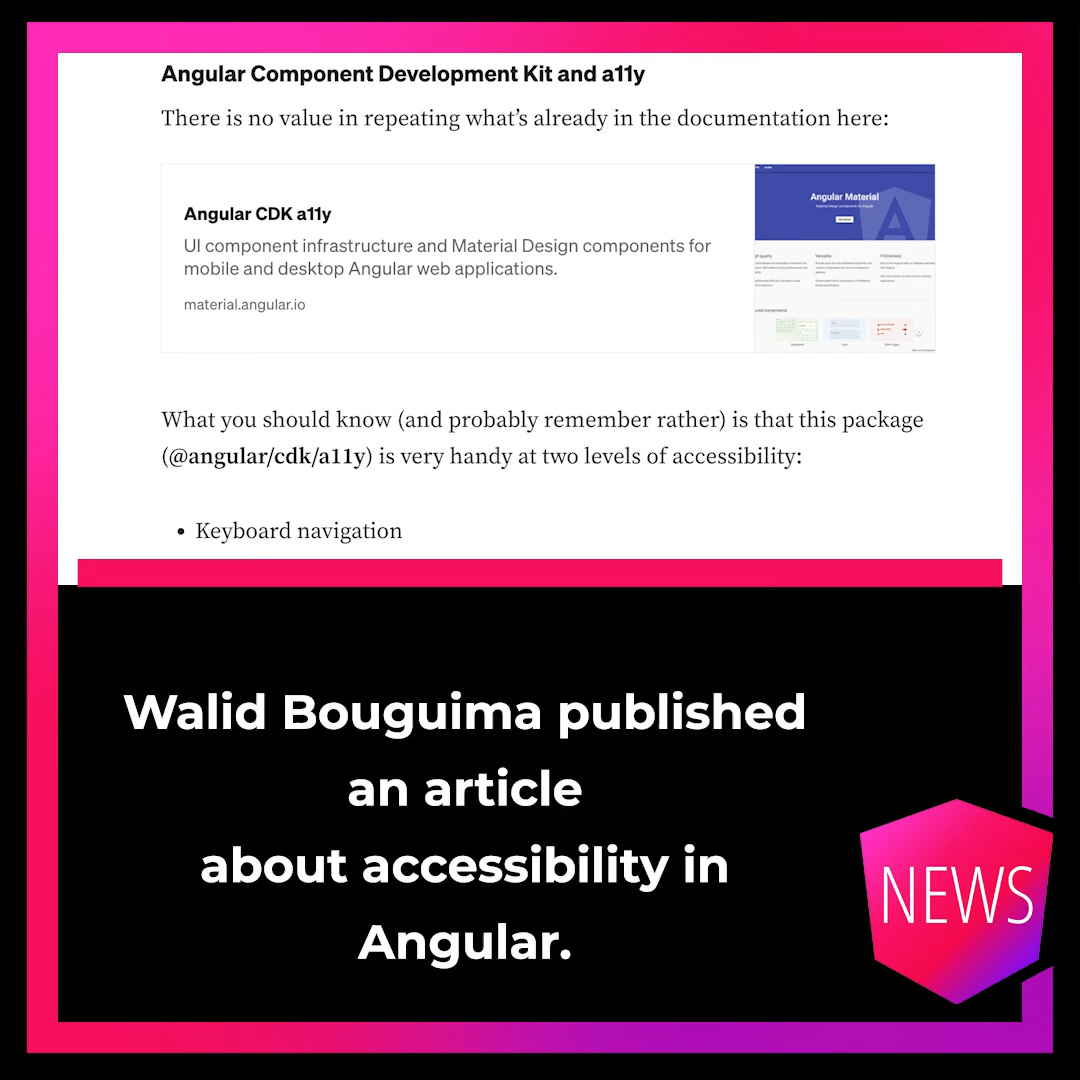 Angular Component Development Kit and a11y
There is no value in repeating what’s already in the documentation here:
Angular CDK a11y
UI component infrastructure and Material Design components for
mobile and desktop Angular web applications.
material.angular.io
Angular Material
What you should know (and probably remember rather) is that this package
(@angular/cdk/a11y) is very handy at two levels of accessibility:
• Keyboard navigation
Walid Bouguima published
an article
about accessibility in
Angular.
NEWS